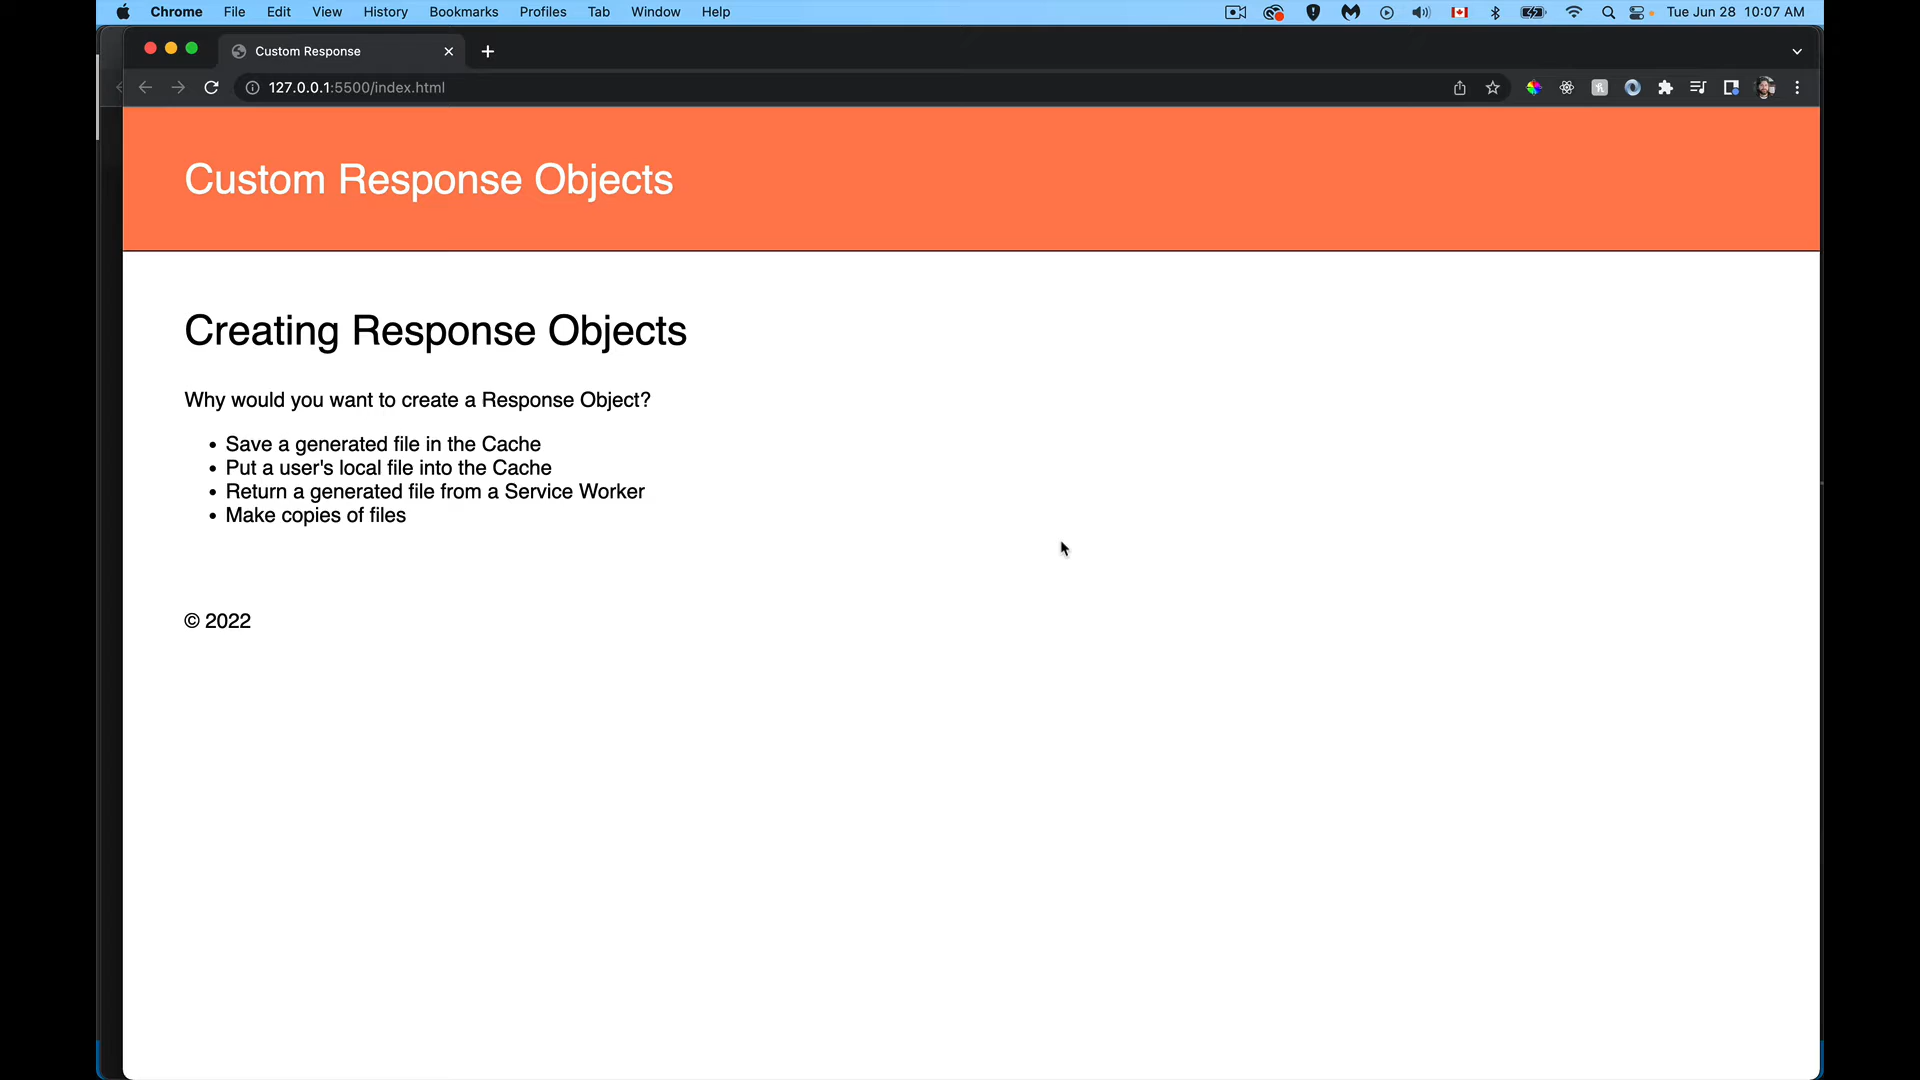 Chrome File Edit View History Bookmarks Profiles Tab Window Help Tue Jun 28 10:07 AM
Custom Response
127.0.0.1:5500/index.html
Custom Response Objects
Creating Response Objects
Why would you want to create a Response Object?
• Save a generated file in the Cache
• Put a user's local file into the Cache
• Return a generated file from a Service Worker
• Make copies of files
© 2022